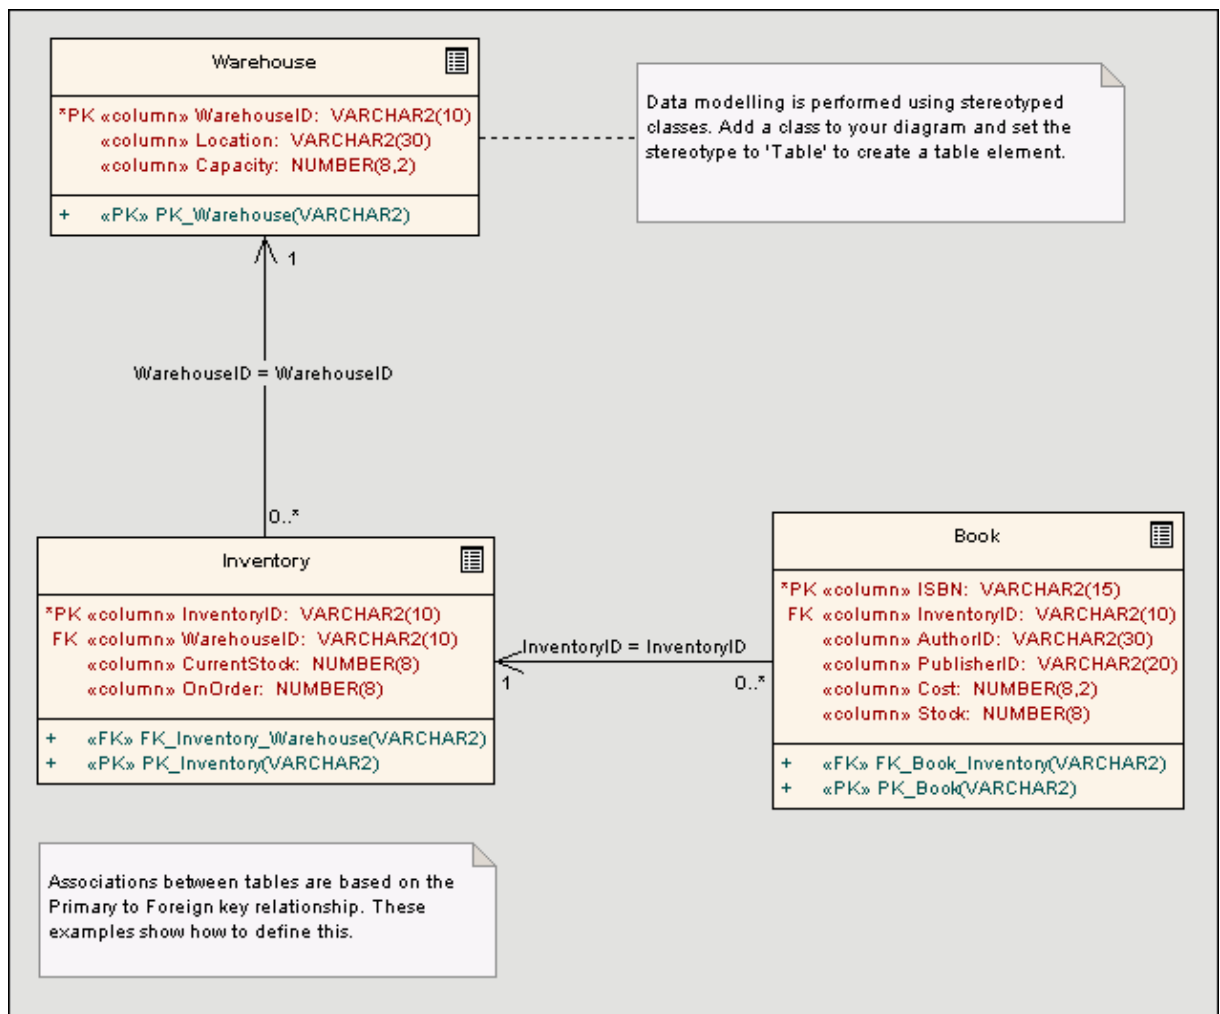 Warehouse
*PK «column» WarehouseID: VARCHAR2(10)
«column» Location: VARCHAR2(30)
«column» Capacity: NUMBER(8,2)
+ «PK» PK_Warehouse(VARCHAR2)
Data modelling is performed using stereotyped
classes. Add a class to your diagram and set the
stereotype to 'Table' to create a table element.
1
WarehouseID = WarehouseID
0..*
Inventory
*PK «column» InventoryID: VARCHAR2(10)
FK «column» WarehouseID: VARCHAR2(10)
«column» CurrentStock: NUMBER(8)
«column» OnOrder: NUMBER(8)
+ «FK» FK_Inventory_Warehouse(VARCHAR2)
+ «PK» PK_Inventory(VARCHAR2)
InventoryID = InventoryID
1
0..*
Book
*PK «column» ISBN: VARCHAR2(15)
FK «column» InventoryID: VARCHAR2(10)
«column» AuthorID: VARCHAR2(30)
«column» PublisherID: VARCHAR2(20)
«column» Cost: NUMBER(8,2)
«column» Stock: NUMBER(8)
+ «FK» FK_Book_Inventory(VARCHAR2)
+ «PK» PK_Book(VARCHAR2)
Associations between tables are based on the
Primary to Foreign key relationship. These
examples show how to define this.